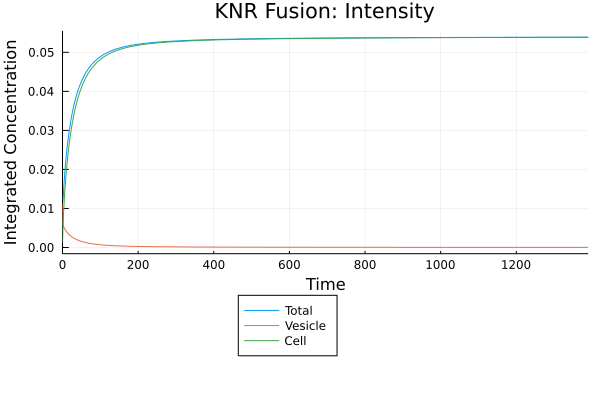 KNR Fusion: Intensity
Integrated Concentration
0.05
0.04
0.03
0.02
0.01
0.00
0 200 400 600 800 1000 1200
Time
Total
Vesicle
Cell